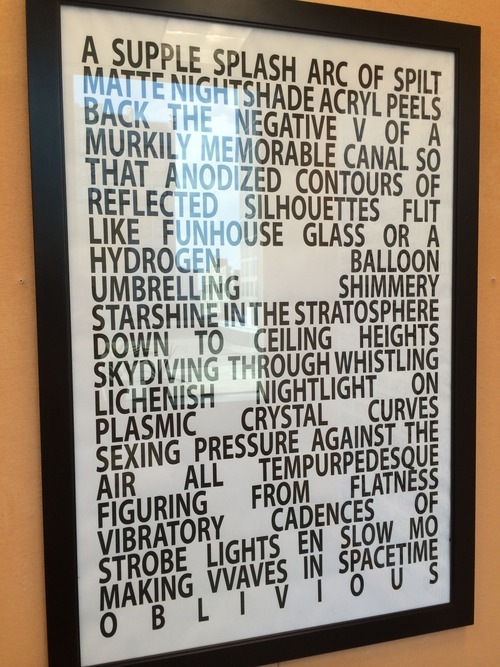 A SUPPLE SPLASH ARC OF SPILT
MATTE NIGHTSHADE ACRYL PEELS
BACK THE NEGATIVE V OF A
MURKILY MEMORABLE CANAL SO
THAT ANODIZED CONTOURS OF
REFLECTED SILHOUETTES FLIT
LIKE FUNHOUSE GLASS OR A
HYDROGEN BALLOON
UMBRELLING SHIMMERY
STARSHINE IN THE STRATOSPHERE
DOWN TO CEILING HEIGHTS
SKYDIVING THROUGH WHISTLING
LICHENISH NIGHTLIGHT ON
PLASMIC CRYSTAL CURVES
SEXING PRESSURE AGAINST THE
AIR ALL TEMPURPEDESQUE
FIGURING FROM FLATNESS
VIBRATORY CADENCES OF
STROBE LIGHTS EN SLOW MO
MAKING VVAVES IN SPACETIME
O B L I V I O U S